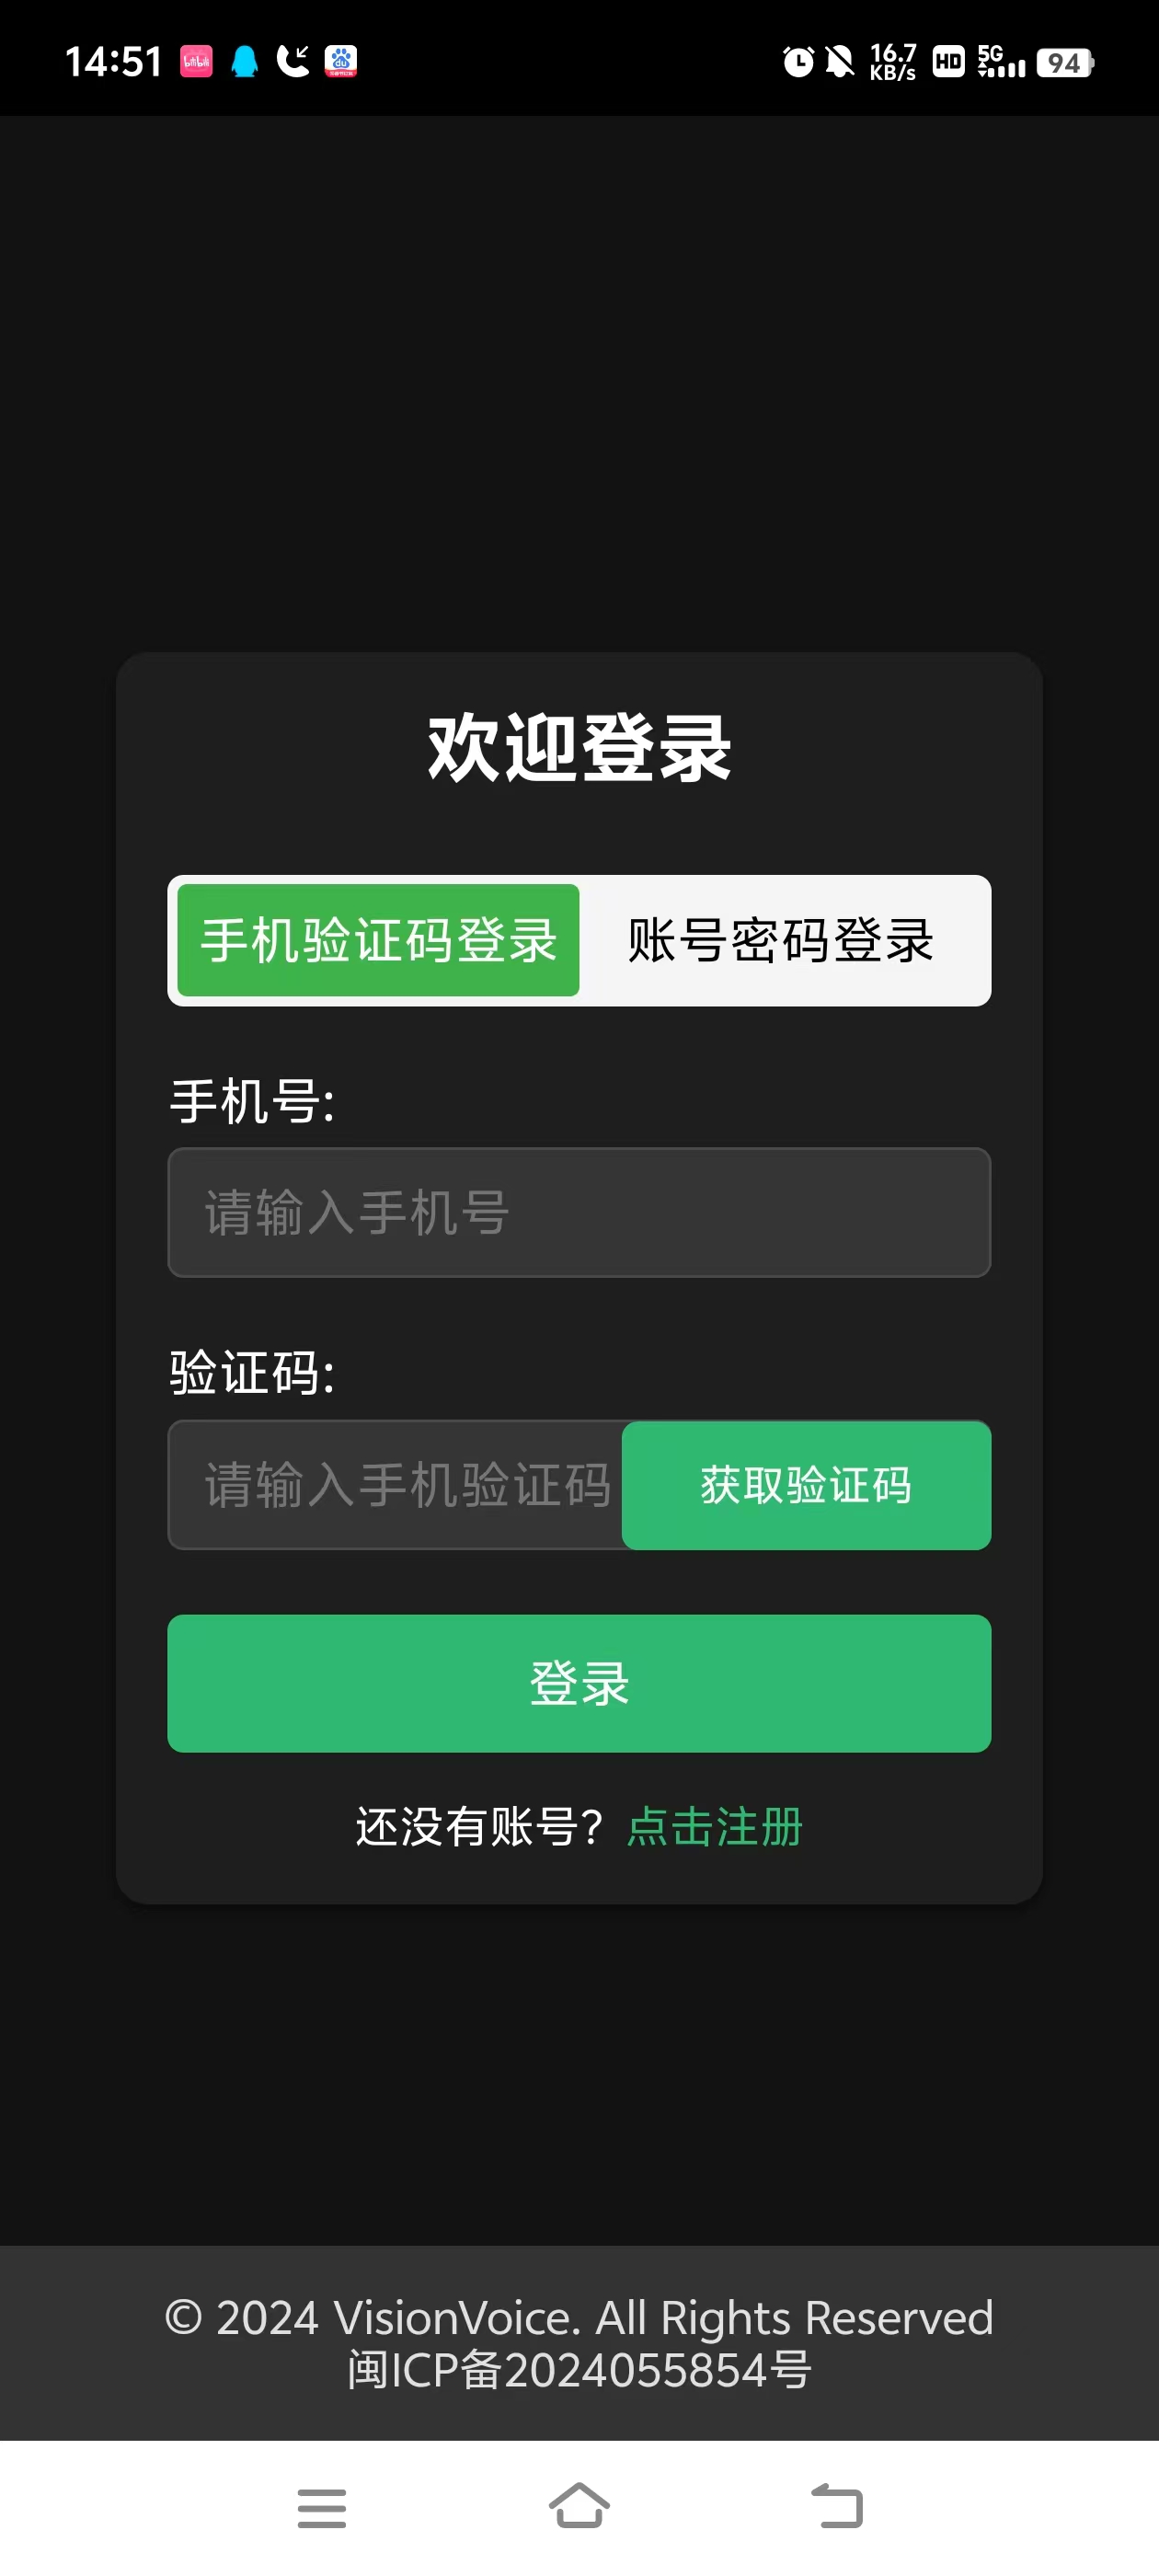 14:51
16.7 KB/s HD 5G 94
欢迎登录
手机验证码登录 账号密码登录
手机号:
请输入手机号
验证码:
请输入手机验证码 获取验证码
登录
还没有账号? 点击注册
© 2024 VisionVoice. All Rights Reserved
闽ICP备2024055854号